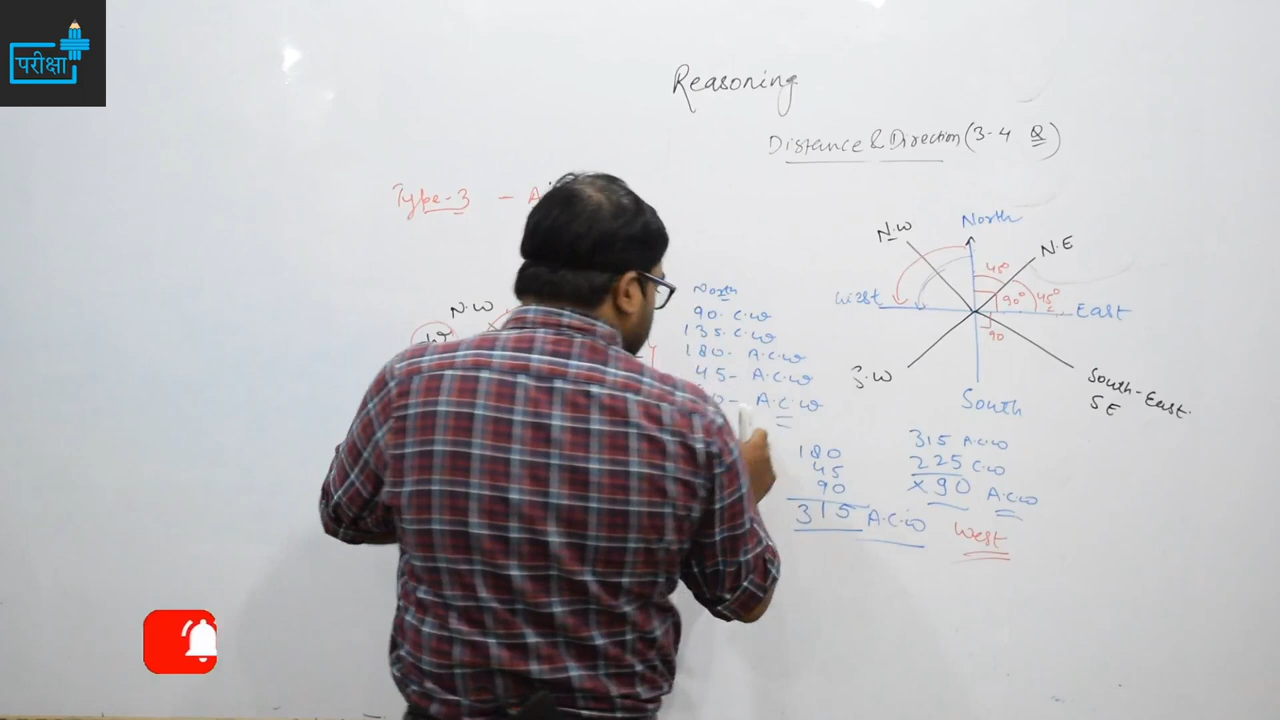 परीक्षा
Reasoning
Distance & Direction (3-4 Q)
Type-3 - A
N.W
North
90. C.W
135. C.W
180- A.C.W
45- A.C.W
A.C.W
180
45
90
315 A.C.W
North
N.W
N.E
45°
90°
45°
West
East
90
S.W
South
South-East
SE
315 A.C.W
225 C.W
90 A.C.W
West